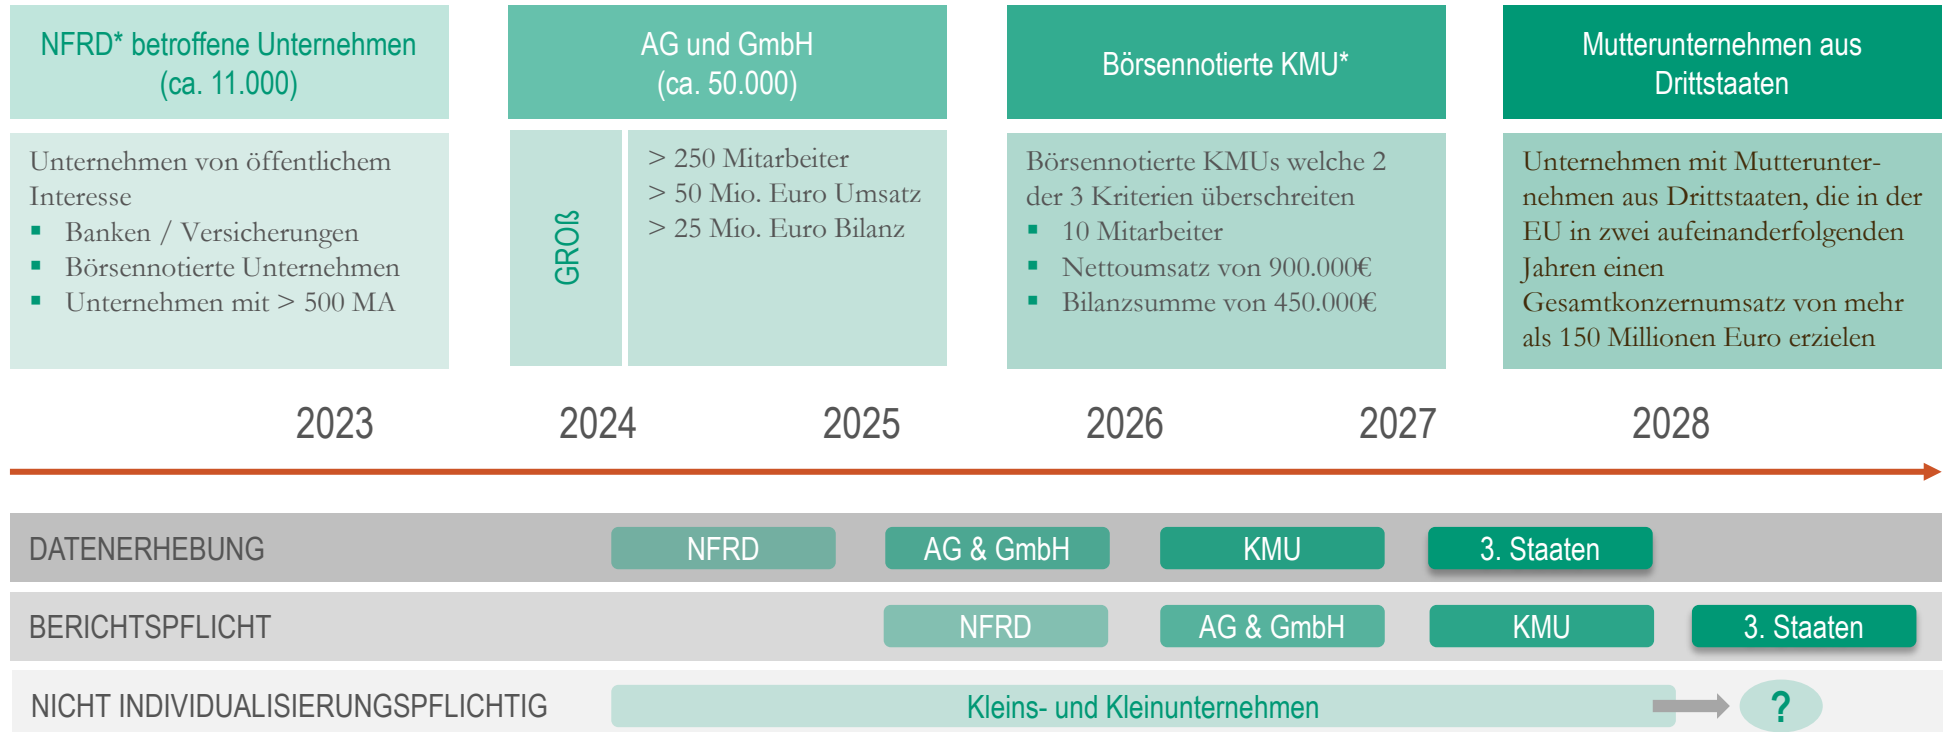 NFRD* betroffene Unternehmen
(ca. 11.000)
Unternehmen von öffentlichem
Interesse
▪ Banken / Versicherungen
▪ Börsennotierte Unternehmen
▪ Unternehmen mit > 500 MA
AG und GmbH
(ca. 50.000)
GROß
> 250 Mitarbeiter
> 50 Mio. Euro Umsatz
> 25 Mio. Euro Bilanz
Börsennotierte KMU*
Börsennotierte KMUs welche 2
der 3 Kriterien überschreiten
▪ 10 Mitarbeiter
▪ Nettoumsatz von 900.000€
▪ Bilanzsumme von 450.000€
Mutterunternehmen aus
Drittstaaten
Unternehmen mit Mutterunter-
nehmen aus Drittstaaten, die in der
EU in zwei aufeinanderfolgenden
Jahren einen
Gesamtkonzernumsatz von mehr
als 150 Millionen Euro erzielen
2023 2024 2025 2026 2027 2028
DATENERHEBUNG NFRD AG & GmbH KMU 3. Staaten
BERICHTSPFLICHT NFRD AG & GmbH KMU 3. Staaten
NICHT INDIVIDUALISIERUNGSPFLICHTIG Kleins- und Kleinunternehmen ?